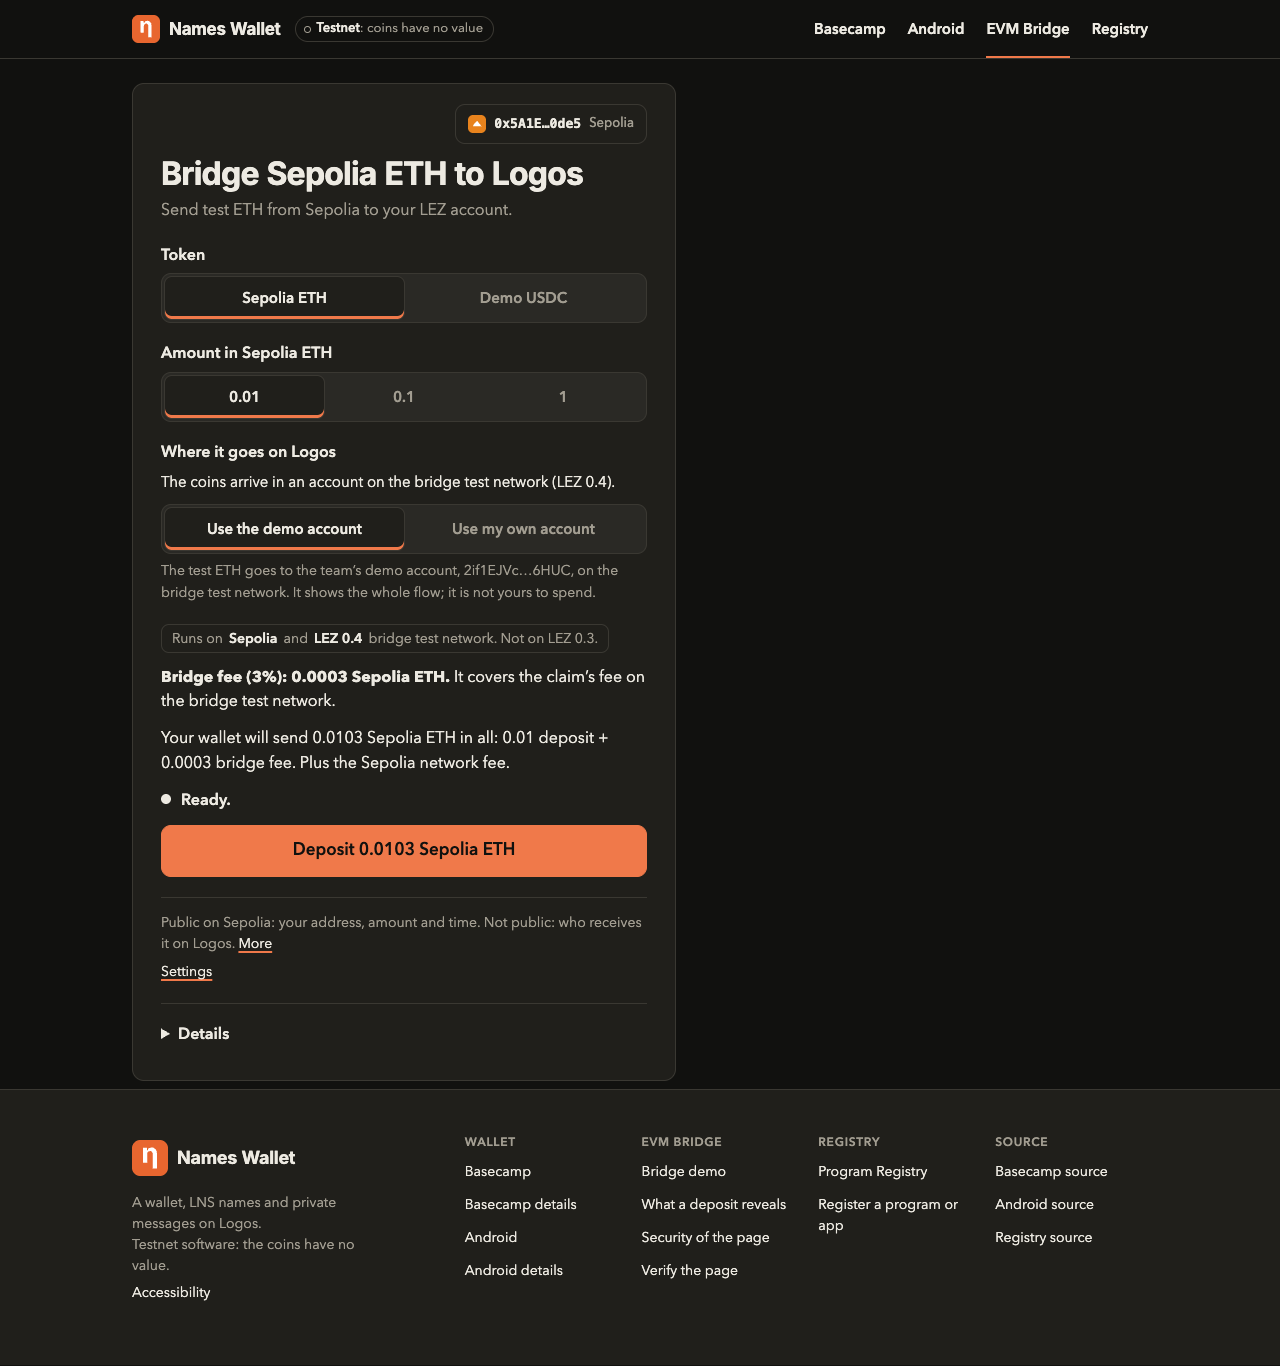 Names Wallet
Testnet: coins have no value
Basecamp
Android
EVM Bridge
Registry
0x5A1E…0de5 Sepolia
Bridge Sepolia ETH to Logos
Send test ETH from Sepolia to your LEZ account.
Token
Sepolia ETH
Demo USDC
Amount in Sepolia ETH
0.01
0.1
1
Where it goes on Logos
The coins arrive in an account on the bridge test network (LEZ 0.4).
Use the demo account
Use my own account
The test ETH goes to the team’s demo account, 2if1EJVc…6HUC, on the
bridge test network. It shows the whole flow; it is not yours to spend.
Runs on Sepolia and LEZ 0.4 bridge test network. Not on LEZ 0.3.
Bridge fee (3%): 0.0003 Sepolia ETH. It covers the claim’s fee on
the bridge test network.
Your wallet will send 0.0103 Sepolia ETH in all: 0.01 deposit +
0.0003 bridge fee. Plus the Sepolia network fee.
Ready.
Deposit 0.0103 Sepolia ETH
Public on Sepolia: your address, amount and time. Not public: who receives
it on Logos. More
Settings
Details
Names Wallet
A wallet, LNS names and private
messages on Logos.
Testnet software: the coins have no
value.
Accessibility
WALLET
Basecamp
Basecamp details
Android
Android details
EVM BRIDGE
Bridge demo
What a deposit reveals
Security of the page
Verify the page
REGISTRY
Program Registry
Register a program or
app
SOURCE
Basecamp source
Android source
Registry source